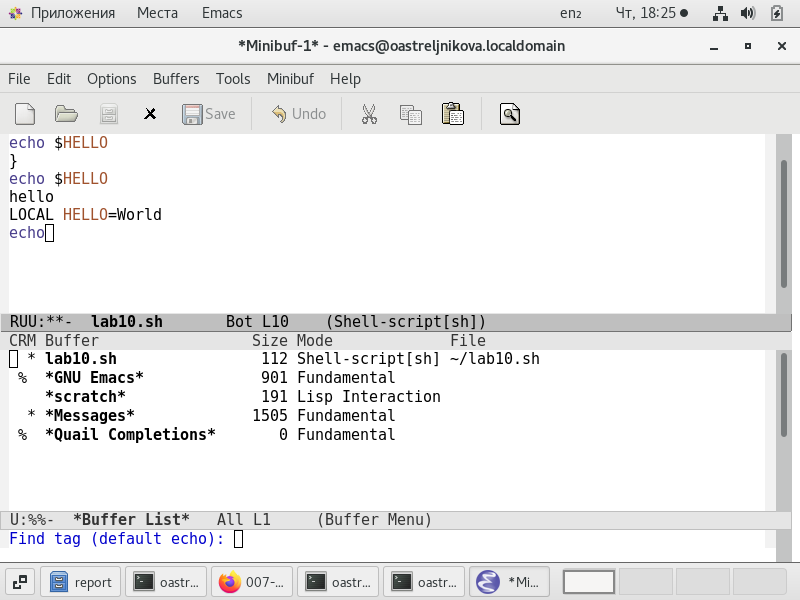 Приложения Места Emacs en₂ Чт, 18:25
*Minibuf-1* - emacs@oastreljnikova.localdomain
File Edit Options Buffers Tools Minibuf Help
Save Undo
echo $HELLO
}
echo $HELLO
hello
LOCAL HELLO=World
echo
RUU:**- lab10.sh Bot L10 (Shell-script[sh])
CRM Buffer Size Mode File
* lab10.sh 112 Shell-script[sh] ~/lab10.sh
% *GNU Emacs* 901 Fundamental
*scratch* 191 Lisp Interaction
* *Messages* 1505 Fundamental
% *Quail Completions* 0 Fundamental
U:%%- *Buffer List* All L1 (Buffer Menu)
Find tag (default echo):
report oastr... 007-... oastr... oastr... *Mi...